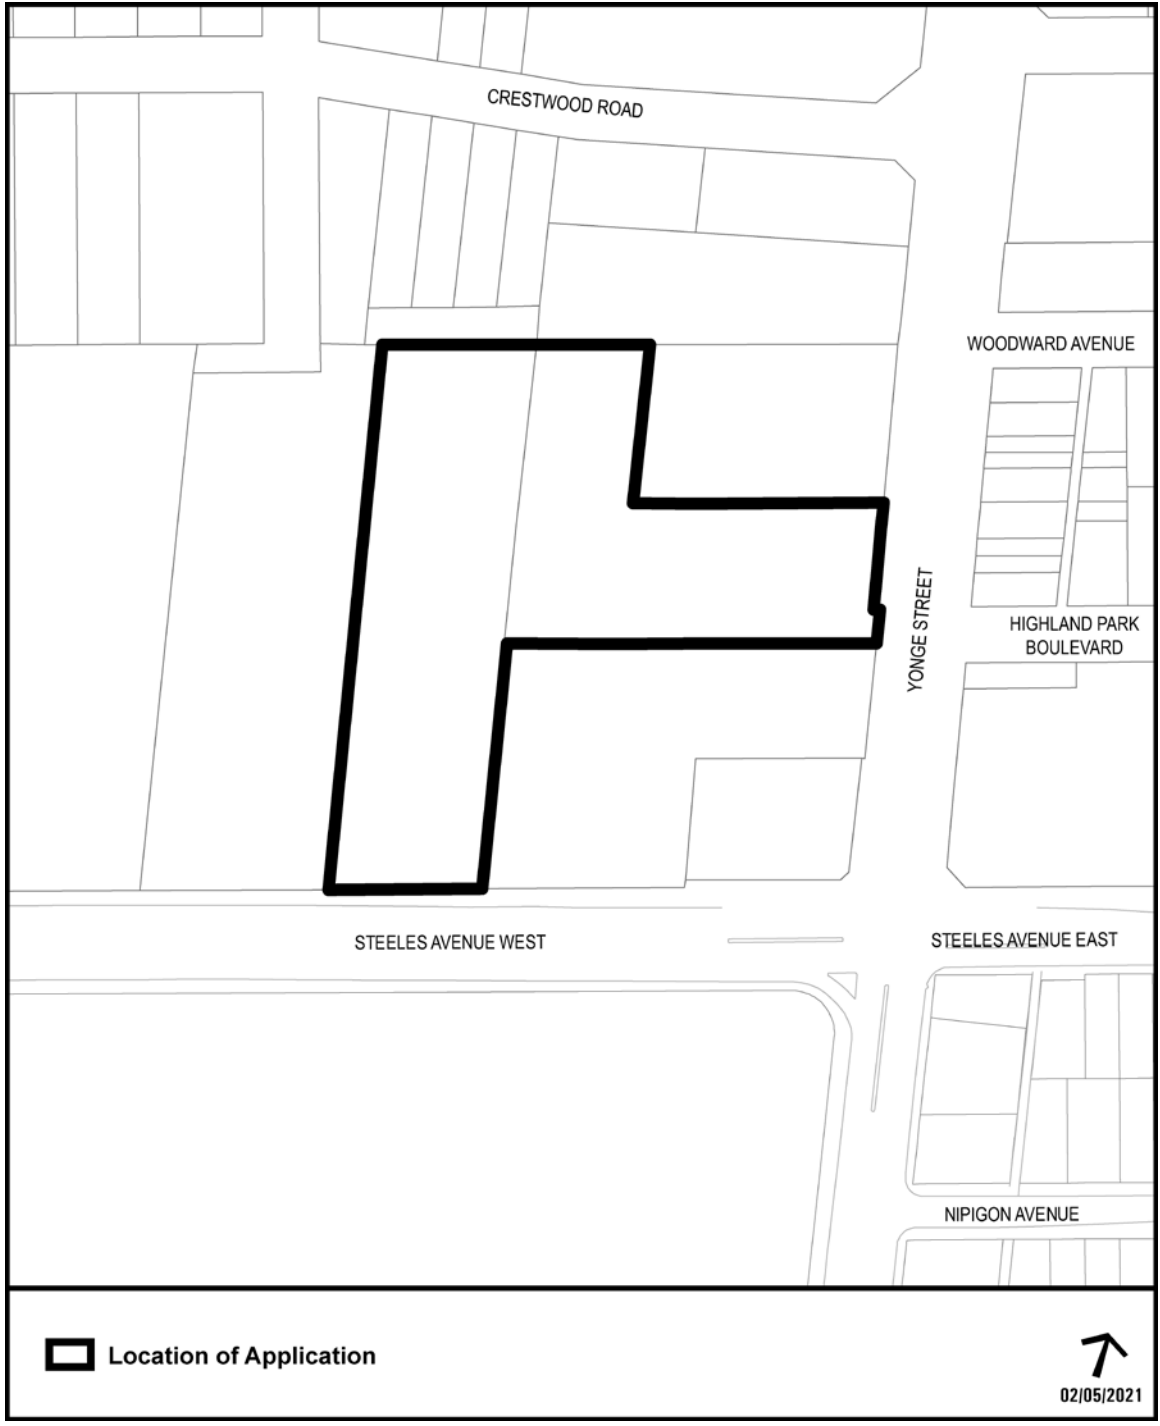 CRESTWOOD ROAD
WOODWARD AVENUE
YONGE STREET
HIGHLAND PARK
BOULEVARD
STEELES AVENUE WEST
STEELES AVENUE EAST
NIPIGON AVENUE
Location of Application
02/05/2021